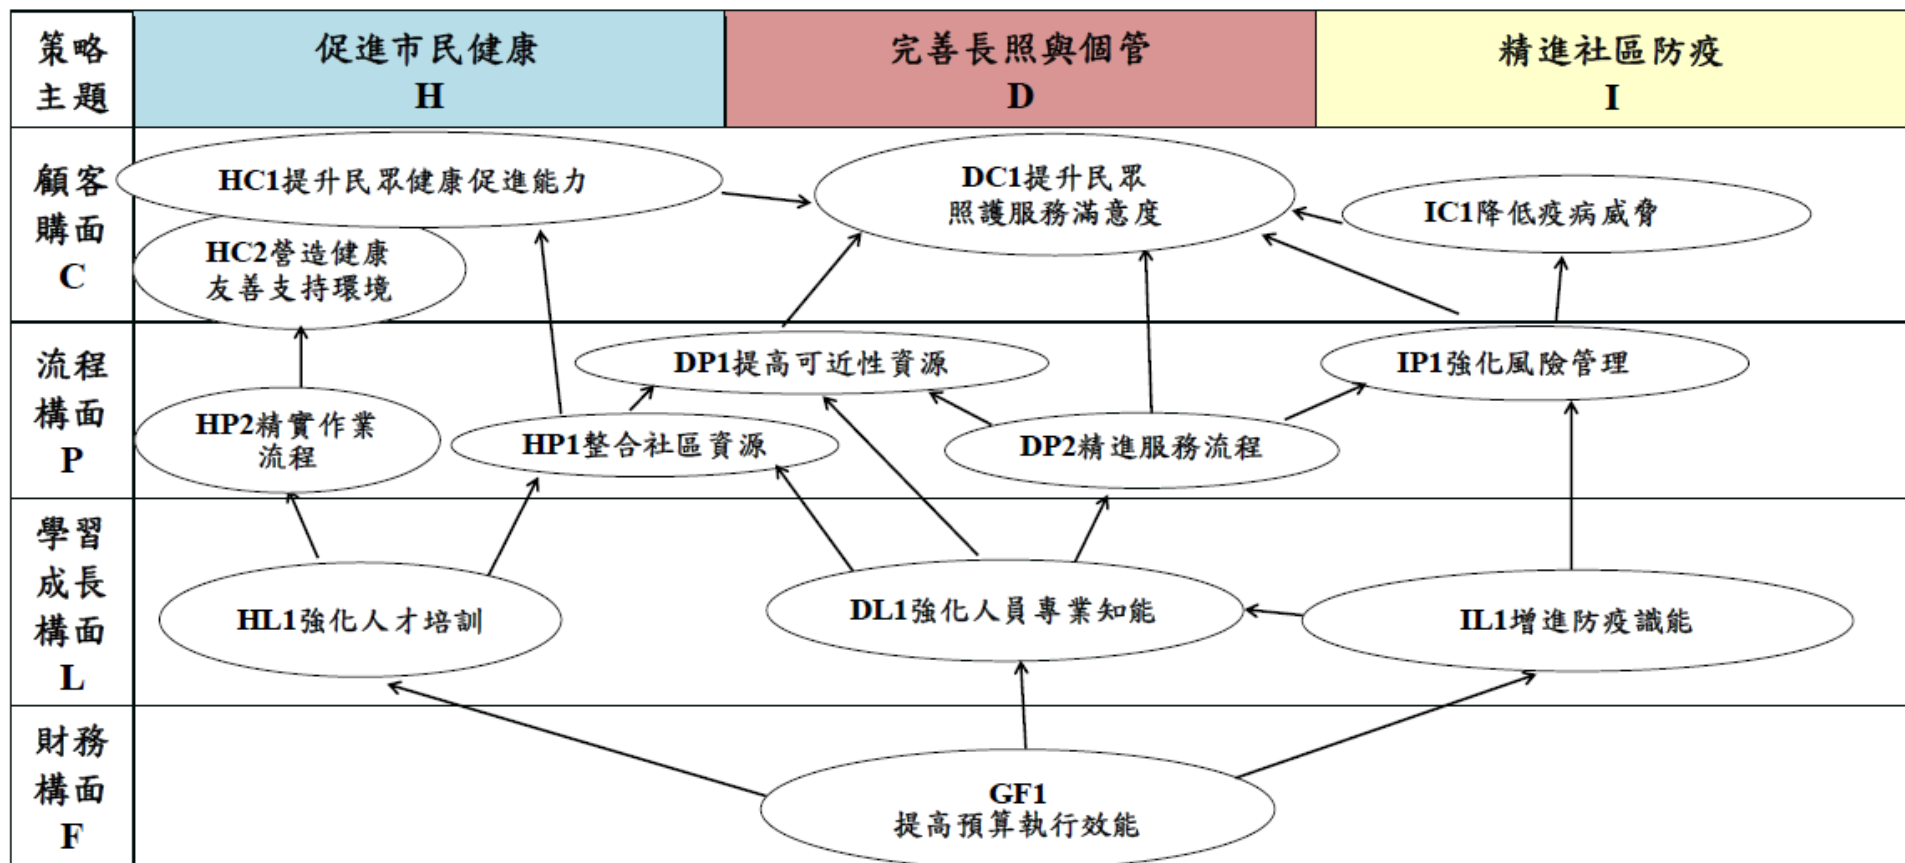 策略
主題
促進市民健康
H
完善長照與個管
D
精進社區防疫
I
顧客
購面
C
HC1提升民眾健康促進能力
HC2營造健康
友善支持環境
DC1提升民眾
照護服務滿意度
IC1降低疫病威脅
流程
構面
P
DP1提高可近性資源
IP1強化風險管理
HP2精實作業
流程
HP1整合社區資源
DP2精進服務流程
學習
成長
構面
L
HL1強化人才培訓
DL1強化人員專業知能
IL1增進防疫識能
財務
構面
F
GF1
提高預算執行效能